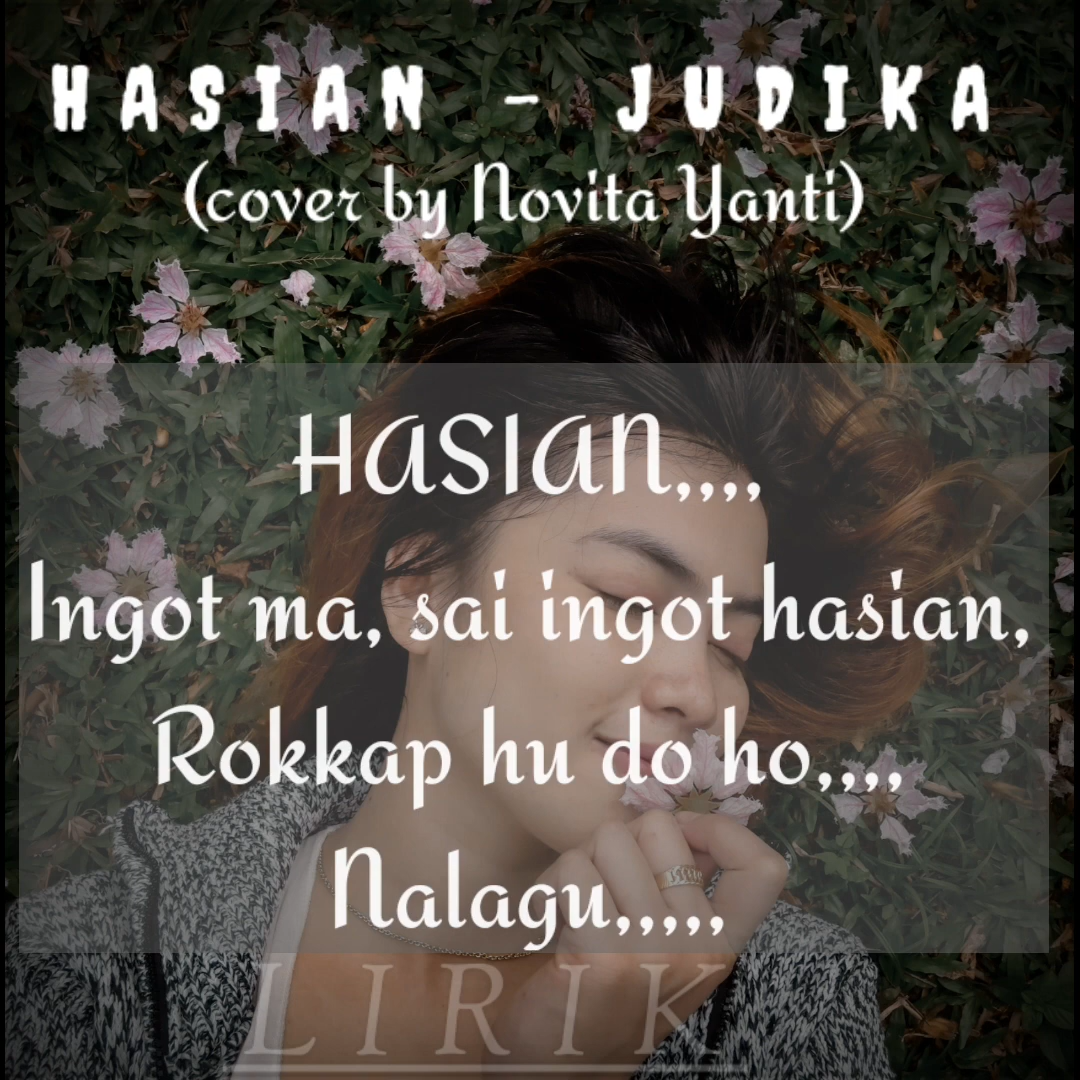 HASIAN - JUDIKA
(cover by Novita Yanti)
HASIAN,,,,
Ingot ma, sai ingot hasian,
Rokkap hu do ho,,,,
Nalagu,,,,,
LIRIK